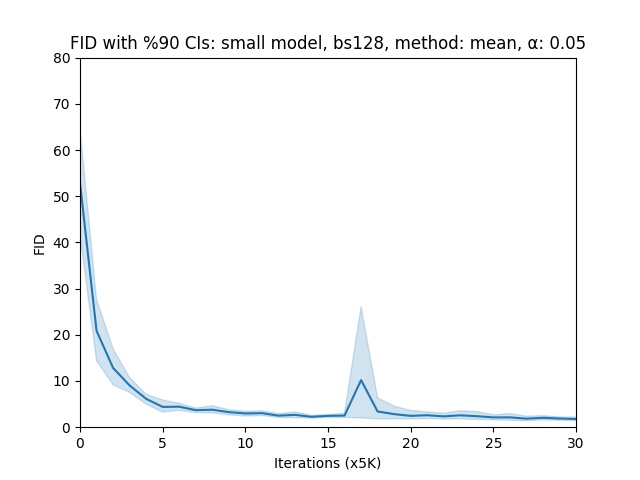 FID with %90 CIs: small model, bs128, method: mean, α: 0.05
80
70
60
50
40
30
20
10
0
FID
0 5 10 15 20 25 30
Iterations (x5K)